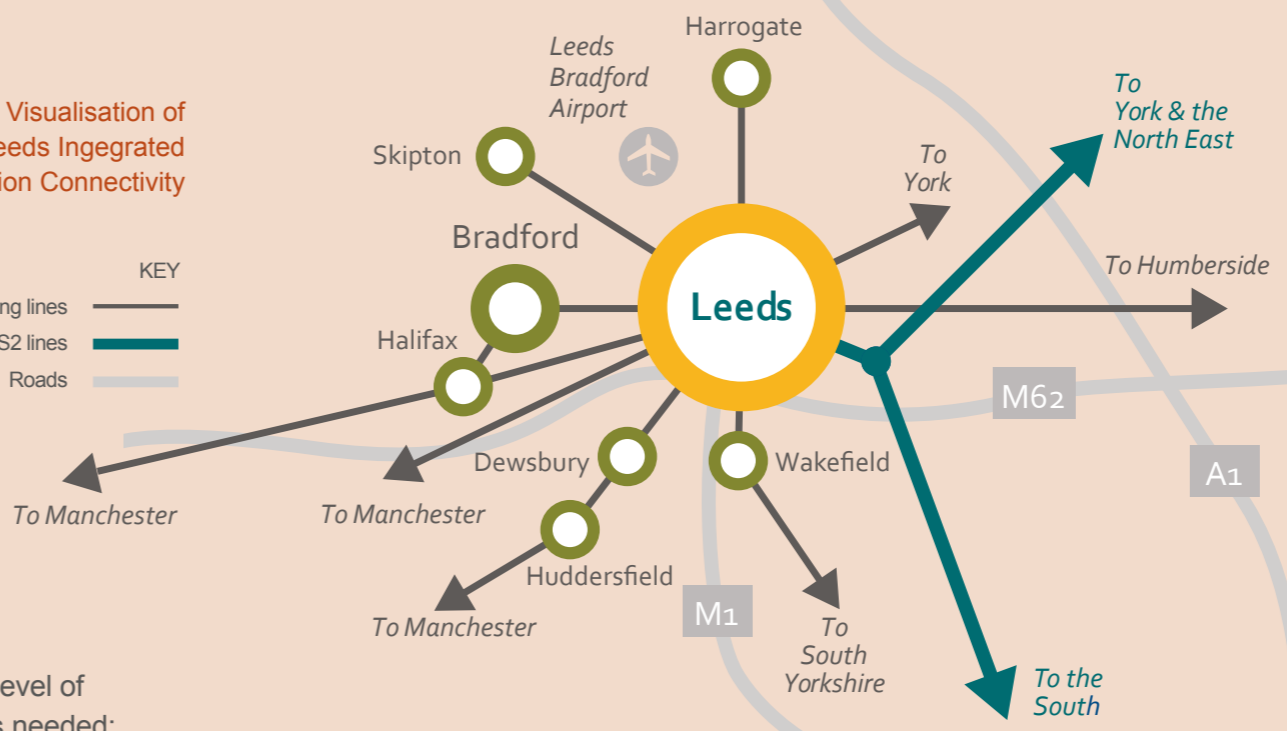 Visualisation of
eeds Ingegrated
ion Connectivity
KEY
ng lines
S2 lines
Roads
Harrogate
Leeds
Bradford
Airport
Skipton
To
York & the
North East
To
York
Bradford
To Humberside
Leeds
Halifax
M62
Dewsbury
Wakefield
A1
To Manchester
To Manchester
Huddersfield
M1
To Manchester
To
South
Yorkshire
To the
South
evel of
s needed: